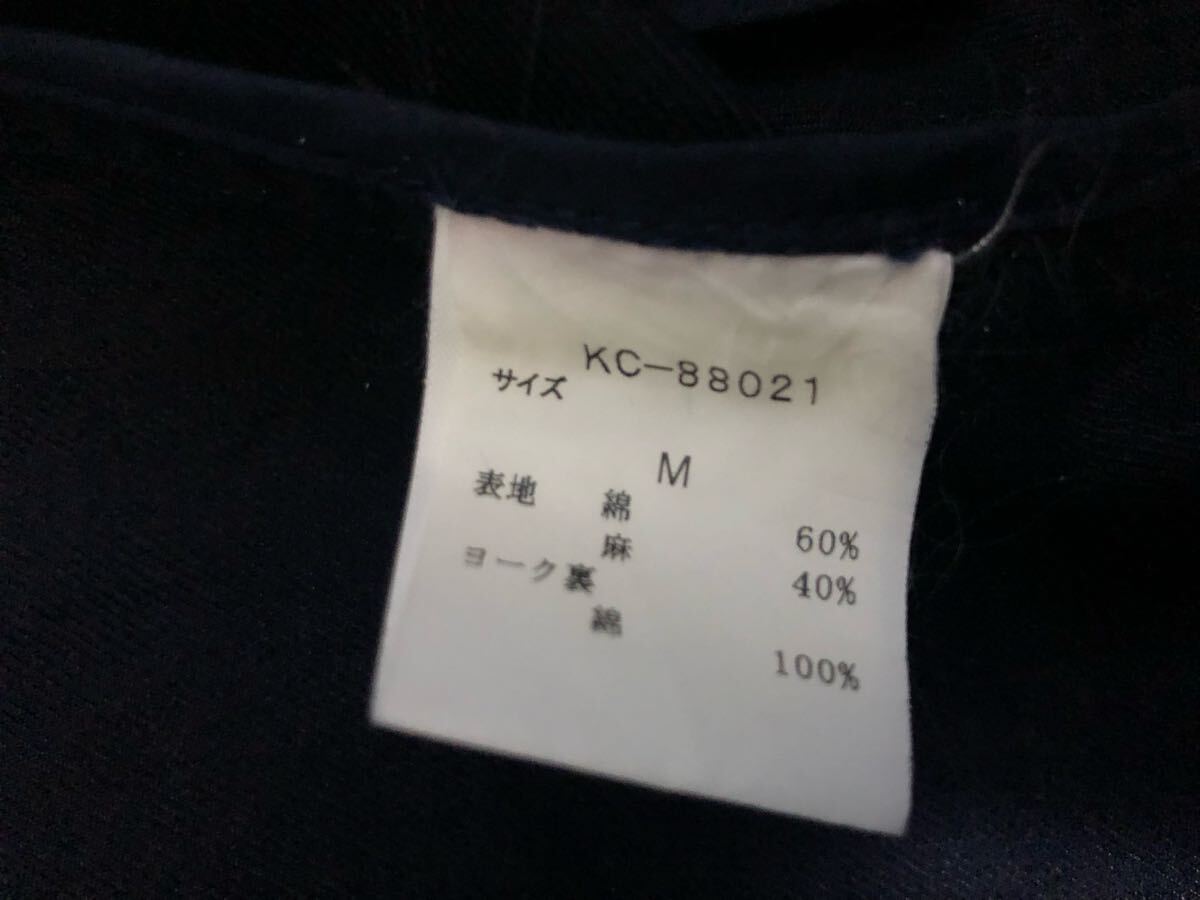 KC-88021
サイズ
M
表地 綿 60%
麻 40%
ヨーク裏
綿 100%